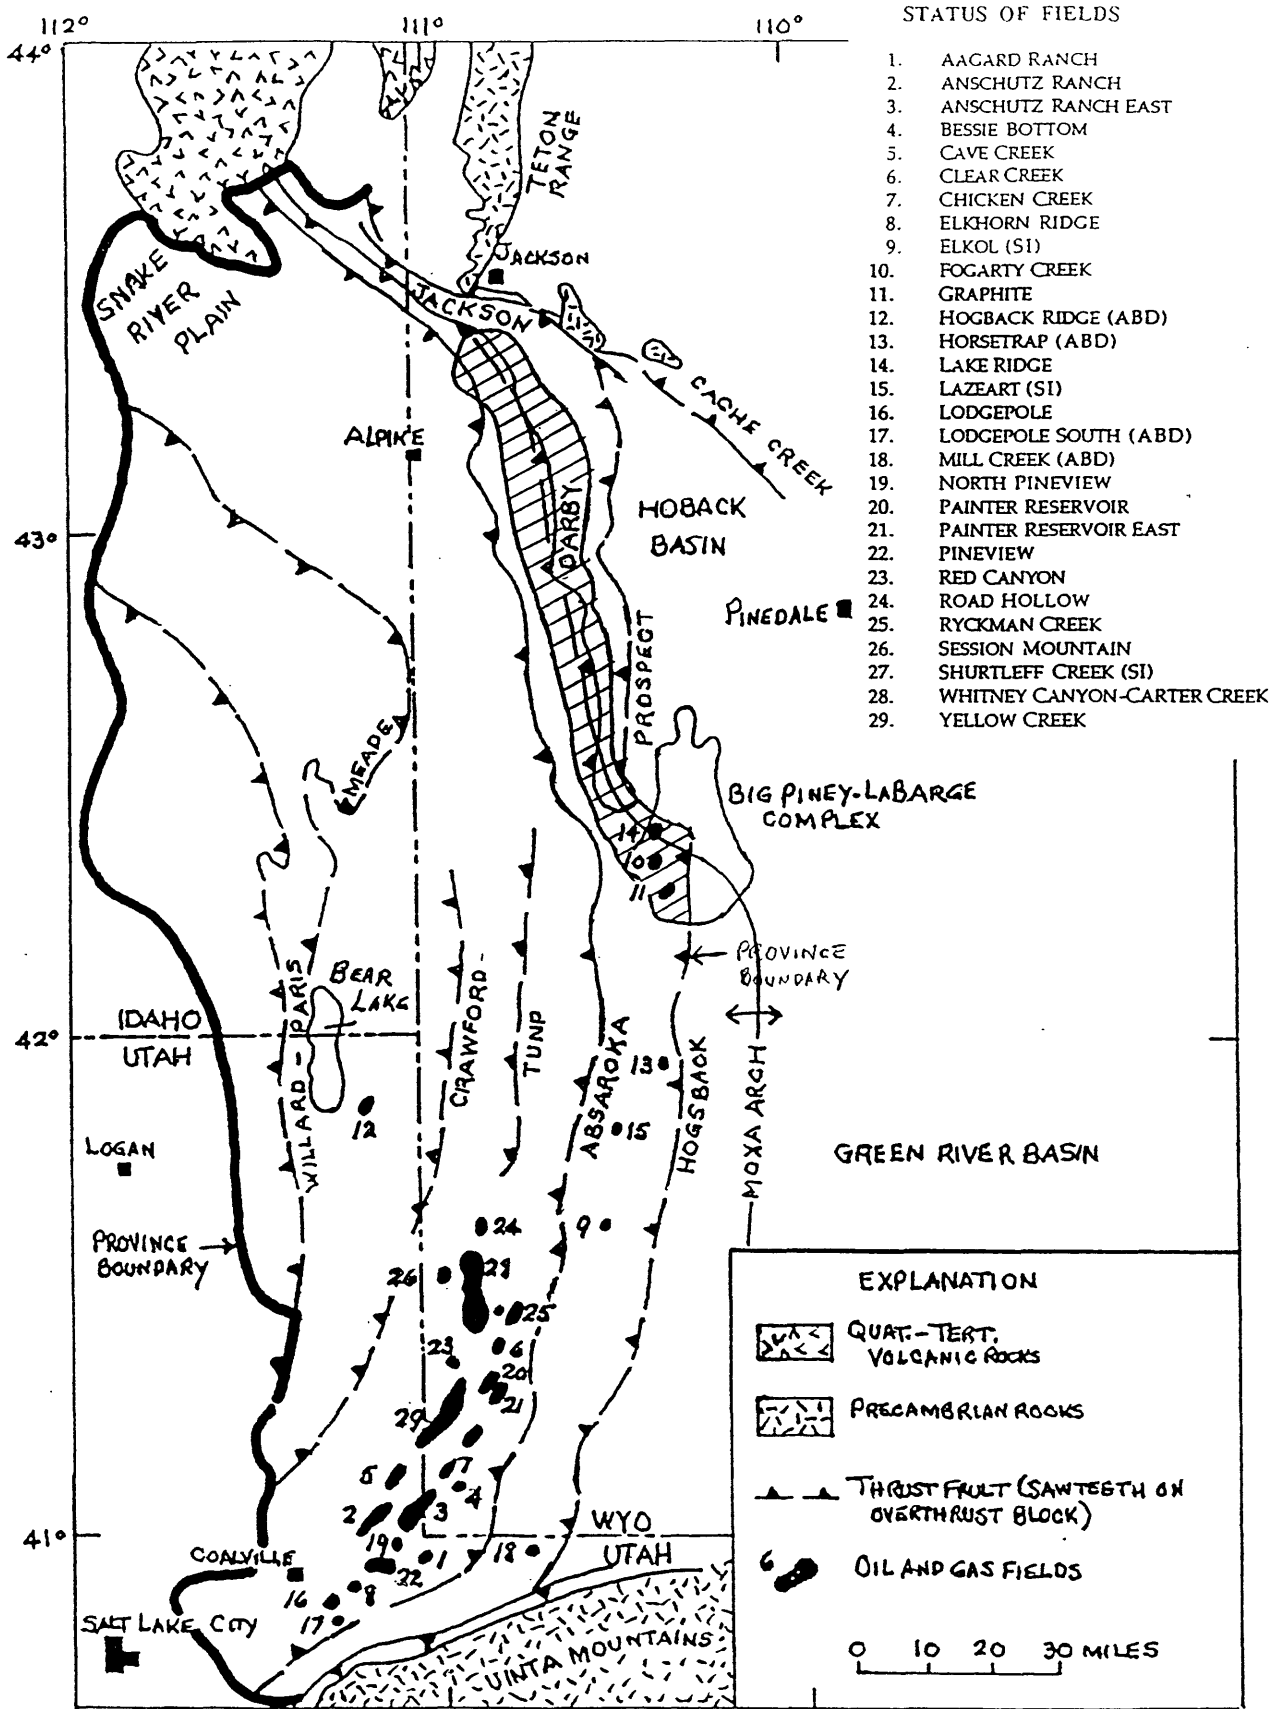 STATUS OF FIELDS
112°
111°
110°
44°
1. AAGARD RANCH
2. ANSCHUTZ RANCH
3. ANSCHUTZ RANCH EAST
4. BESSIE BOTTOM
5. CAVE CREEK
6. CLEAR CREEK
7. CHICKEN CREEK
8. ELKHORN RIDGE
9. ELKOL (SI)
10. FOGARTY CREEK
11. GRAPHITE
12. HOGBACK RIDGE (ABD)
13. HORSETRAP (ABD)
14. LAKE RIDGE
15. LAZEART (SI)
16. LODGEPOLE
17. LODGEPOLE SOUTH (ABD)
18. MILL CREEK (ABD)
19. NORTH PINEVIEW
20. PAINTER RESERVOIR
21. PAINTER RESERVOIR EAST
22. PINEVIEW
23. RED CANYON
24. ROAD HOLLOW
25. RYCKMAN CREEK
26. SESSION MOUNTAIN
27. SHURTLEFF CREEK (SI)
28. WHITNEY CANYON-CARTER CREEK
29. YELLOW CREEK
TETON
RANGE
JACKSON
SNAKE
RIVER
PLAIN
JACKSON
CACHE CREEK
ALPINE
HOBACK
BASIN
DARBY
43°
PINEDALE
PROSPECT
MEADE
BIG PINEY-LABARGE
COMPLEX
14
10
11
PROVINCE
BOUNDARY
BEAR
LAKE
WILLARD - PARIS
CRAWFORD-
TUNP
ABSAROKA
HOGSBACK
MOXA ARCH
42°
IDAHO
UTAH
13
12
15
LOGAN
GREEN RIVER BASIN
24
9
PROVINCE
BOUNDARY
26
28
25
23
6
20
21
29
5
7
4
2
3
41°
WYO
UTAH
19
18
COALVILLE
1
22
16
8
17
SALT LAKE CITY
UINTA MOUNTAINS
EXPLANATION
QUAT.-TERT.
VOLCANIC ROCKS
PRECAMBRIAN ROCKS
THRUST FAULT (SAWTEETH ON
OVERTHRUST BLOCK)
6
OIL AND GAS FIELDS
0 10 20 30 MILES